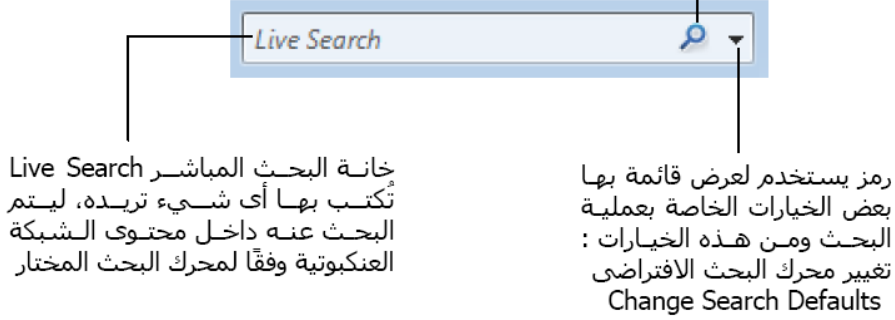 Live Search
رمز يستخدم لعرض قائمة بها
بعض الخيارات الخاصة بعملية
البحث ومن هذه الخيارات :
تغيير محرك البحث الافتراضى
Change Search Defaults
خانة البحث المباشر Live Search
تُكتب بها أى شيء تريده، ليتم
البحث عنه داخل محتوى الشبكة
العنكبوتية وفقًا لمحرك البحث المختار